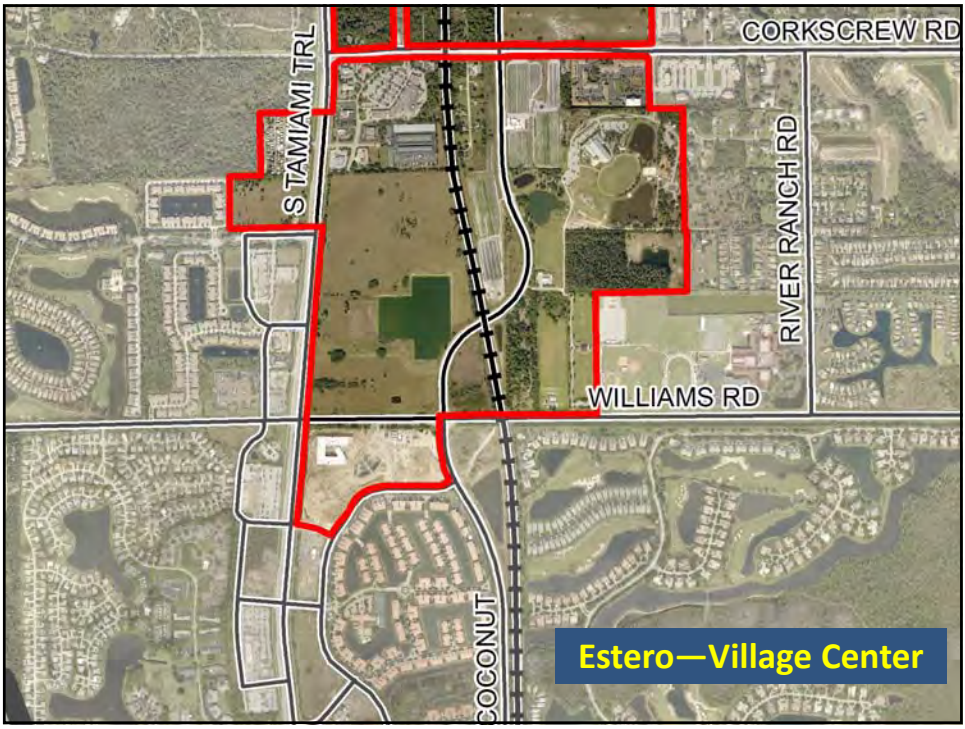 CORKSCREW RD
S TAMIAMI TRL
RIVER RANCH RD
WILLIAMS RD
COCONUT
Estero—Village Center